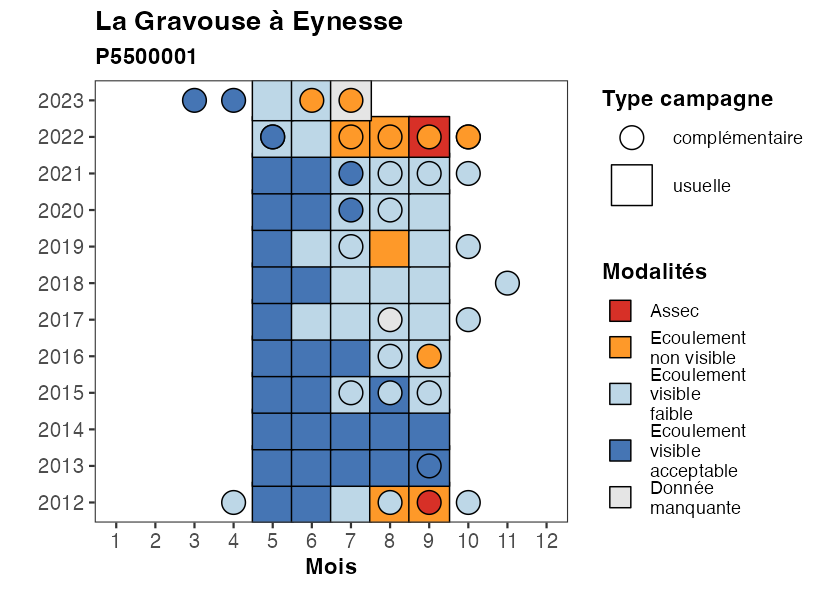 La Gravouse à Eynesse
P5500001
2023
2022
2021
2020
2019
2018
2017
2016
2015
2014
2013
2012
1 2 3 4 5 6 7 8 9 10 11 12
Mois
Type campagne
complémentaire
usuelle
Modalités
Assec
Ecoulement
non visible
Ecoulement
visible
faible
Ecoulement
visible
acceptable
Donnée
manquante